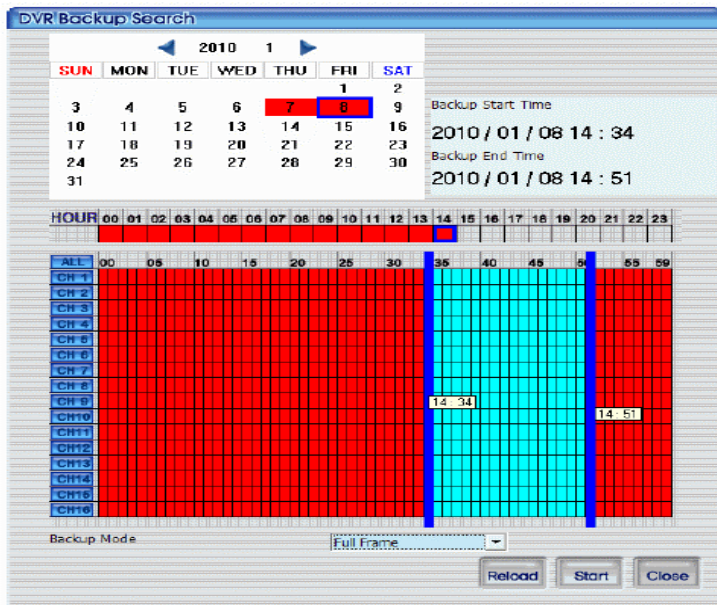 DVR Backup Search
2010 1
SUN MON TUE WED THU FRI SAT
1 2
3 4 5 6 7 8 9
10 11 12 13 14 15 16
17 18 19 20 21 22 23
24 25 26 27 28 29 30
31
Backup Start Time
2010 / 01 / 08 14 : 34
Backup End Time
2010 / 01 / 08 14 : 51
HOUR 00 01 02 03 04 05 06 07 08 09 10 11 12 13 14 15 16 17 18 19 20 21 22 23
ALL 00 05 10 15 20 25 30 35 40 45 55 59
CH 1
CH 2
CH 3
CH 4
CH 5
CH 6
CH 7
CH 8
CH 9
14 : 34
CH10
14 : 51
CH11
CH12
CH13
CH14
CH15
CH16
Backup Mode
Full Frame
Reload Start Close